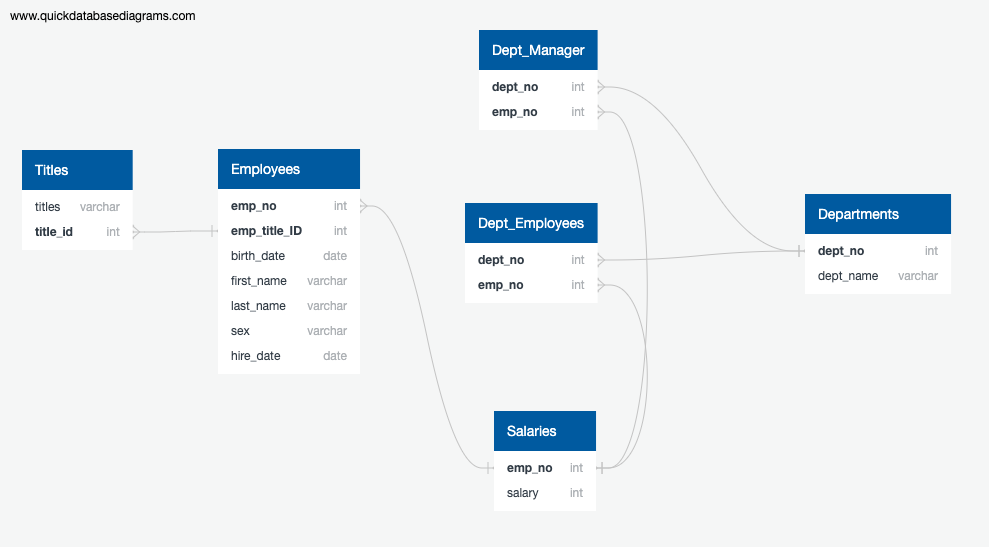 www.quickdatabasediagrams.com
Dept_Manager
dept_no int
emp_no int
Titles
titles varchar
title_id int
Employees
emp_no int
emp_title_ID int
birth_date date
first_name varchar
last_name varchar
sex varchar
hire_date date
Dept_Employees
dept_no int
emp_no int
Departments
dept_no int
dept_name varchar
Salaries
emp_no int
salary int